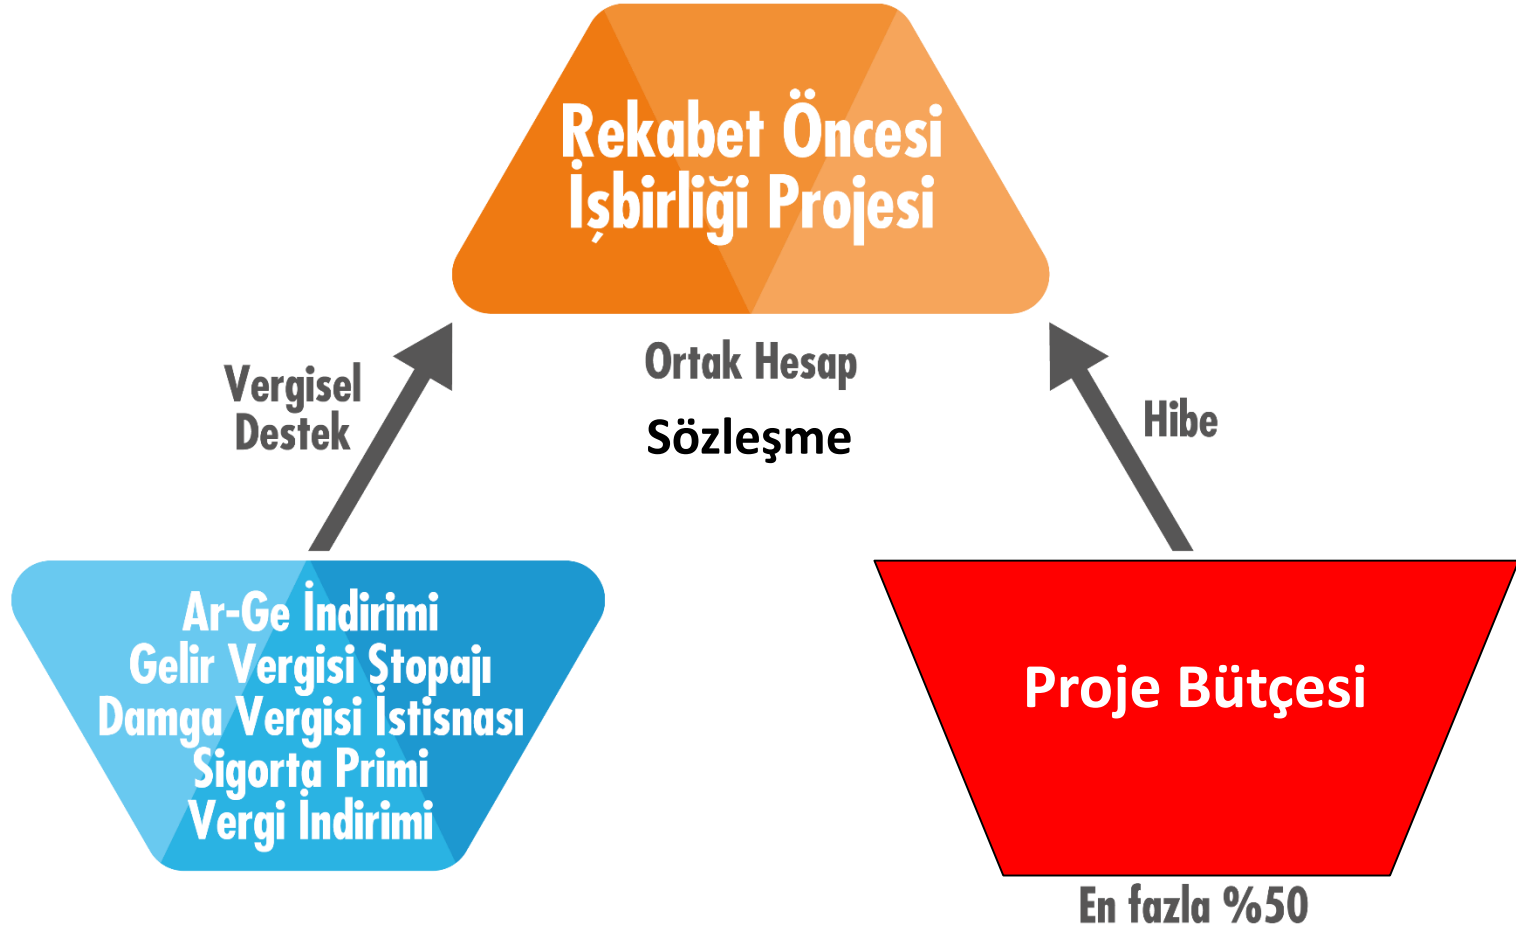 Rekabet Öncesi
İşbirliği Projesi
Vergisel
Destek
Ortak Hesap
Sözleşme
Hibe
Ar-Ge İndirimi
Gelir Vergisi Stopajı
Damga Vergisi İstisnası
Sigorta Primi
Vergi İndirimi
Proje Bütçesi
En fazla %50